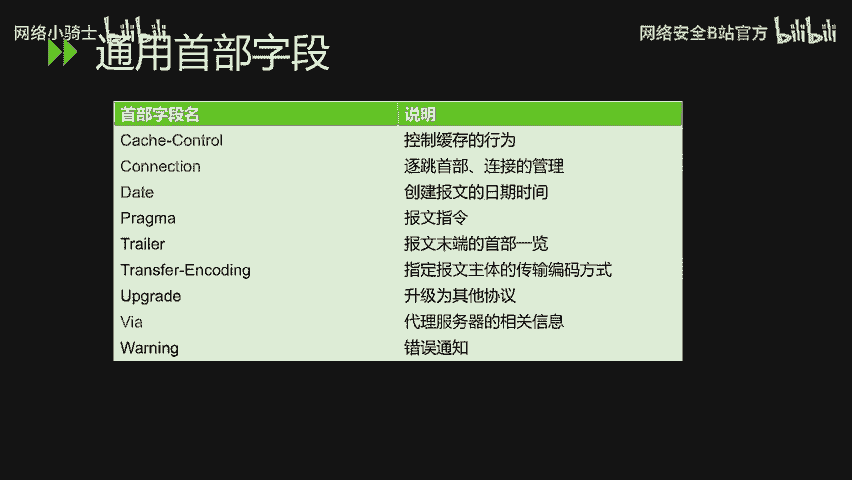 网络小骑士 bilibili
网络安全B站官方 bilibili
通用首部字段
首部字段名 说明
Cache-Control 控制缓存的行为
Connection 逐跳首部、连接的管理
Date 创建报文的日期时间
Pragma 报文指令
Trailer 报文末端的首部一览
Transfer-Encoding 指定报文主体的传输编码方式
Upgrade 升级为其他协议
Via 代理服务器的相关信息
Warning 错误通知